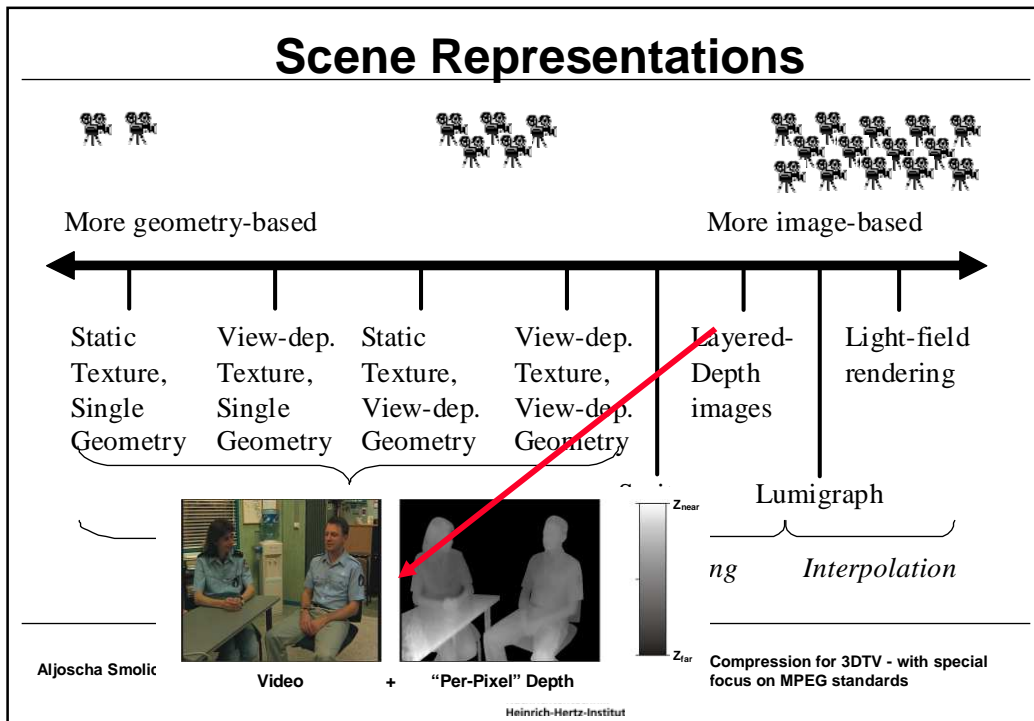 Scene Representations
More geometry-based
More image-based
Static
Texture,
Single
Geometry
View-dep.
Texture,
Single
Geometry
Static
Texture,
View-dep.
Geometry
View-dep.
Texture,
View-dep.
Geometry
Layered-
Depth
images
Light-field
rendering
Lumigraph
Znear
ng
Interpolation
Zfar
Aljoscha Smolic
Video + “Per-Pixel” Depth
Compression for 3DTV - with special
focus on MPEG standards
Heinrich-Hertz-Institut